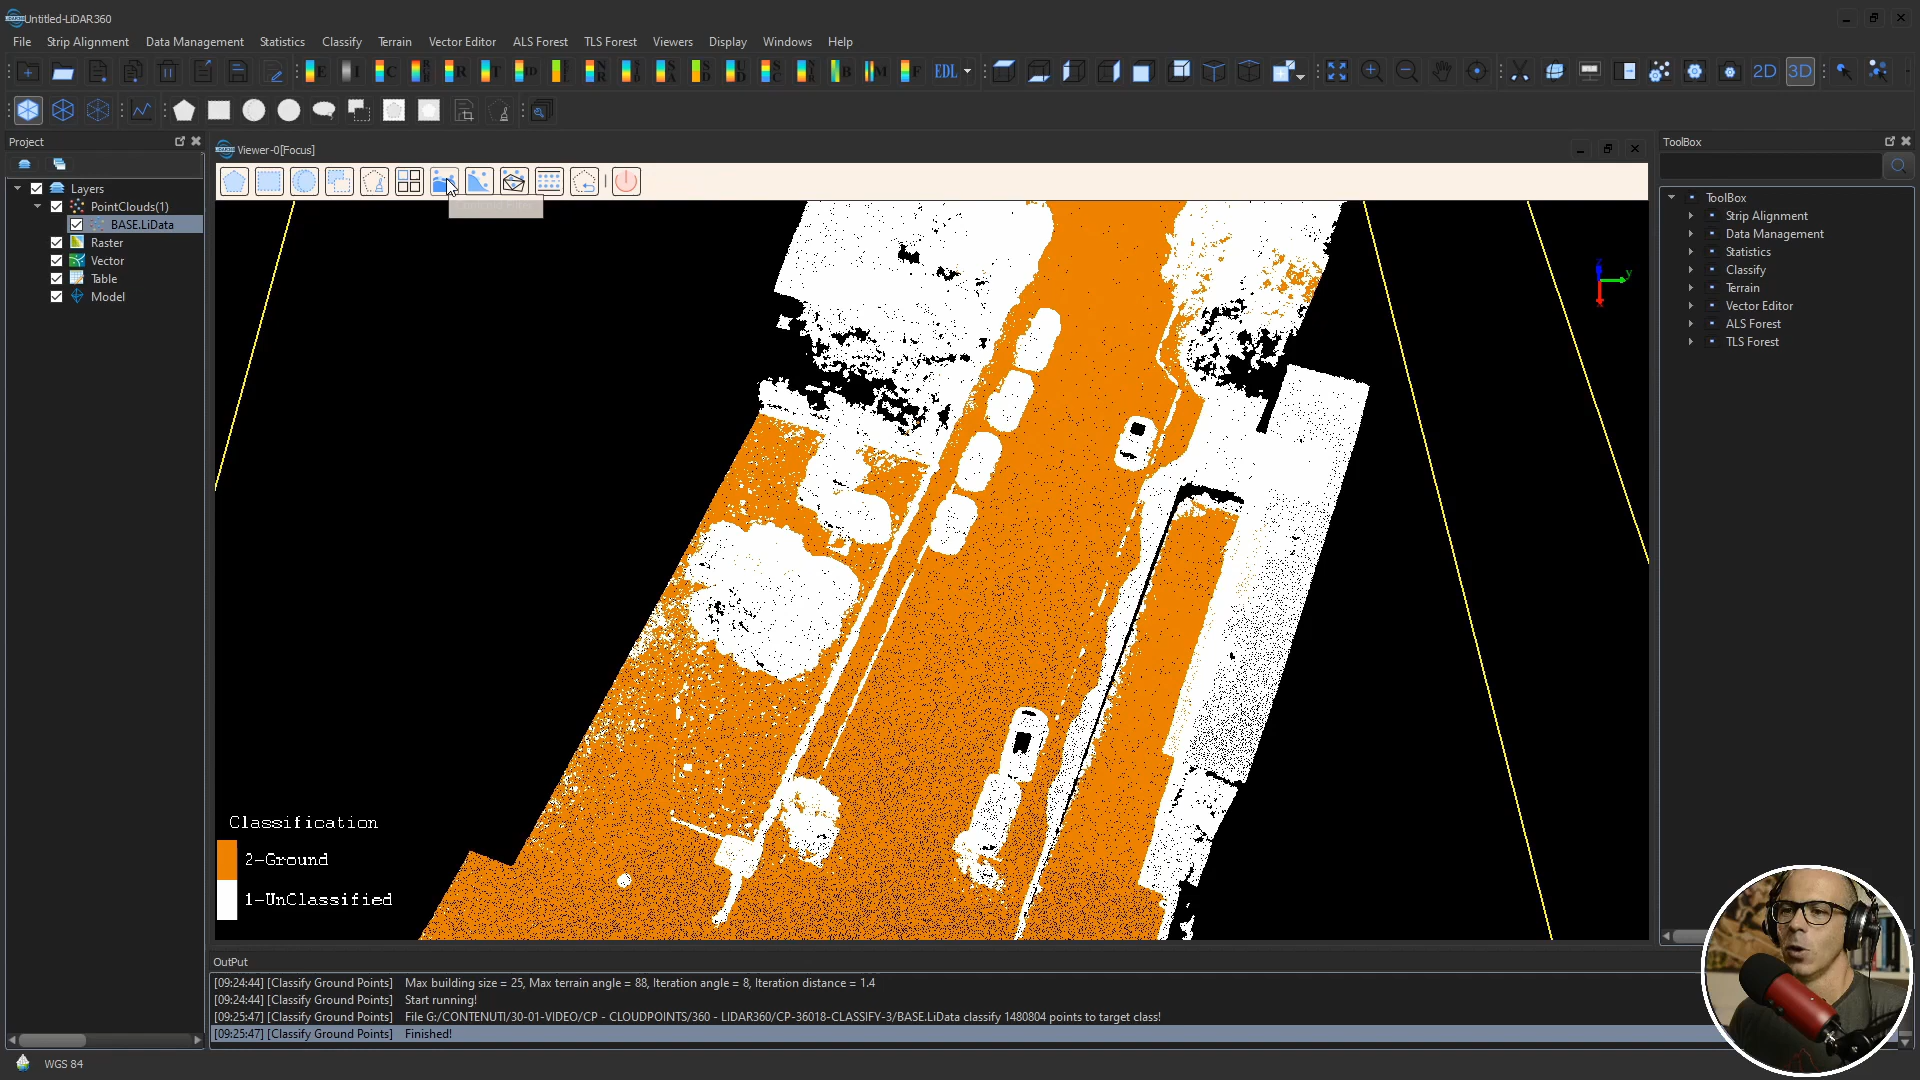 Untitled-LiDAR360
File Strip Alignment Data Management Statistics Classify Terrain Vector Editor ALS Forest TLS Forest Viewers Display Windows Help
EDL 2D 3D
Project
Viewer-0[Focus]
ToolBox
Layers
PointClouds(1)
BASE.LiData
Raster
Vector
Table
Model
ToolBox
Strip Alignment
Data Management
Statistics
Classify
Terrain
Vector Editor
ALS Forest
TLS Forest
y
Classification
2-Ground
1-UnClassified
OutPut
[09:24:44] [Classify Ground Points] Max building size = 25, Max terrain angle = 88, Iteration angle = 8, Iteration distance = 1.4
[09:24:44] [Classify Ground Points] Start running!
[09:25:47] [Classify Ground Points] File G:/CONTENUTI/30-01-VIDEO/CP - CLOUDPOINTS/360 - LIDAR360/CP-36018-CLASSIFY-3/BASE.LiData classify 1480804 points to target class!
[09:25:47] [Classify Ground Points] Finished!
WGS 84